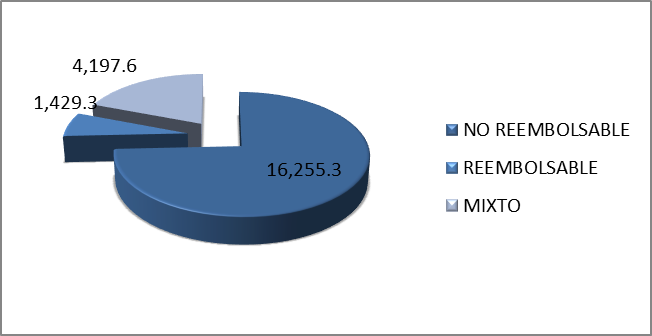 4,197.6
1,429.3
16,255.3
NO REEMBOLSABLE
REEMBOLSABLE
MIXTO